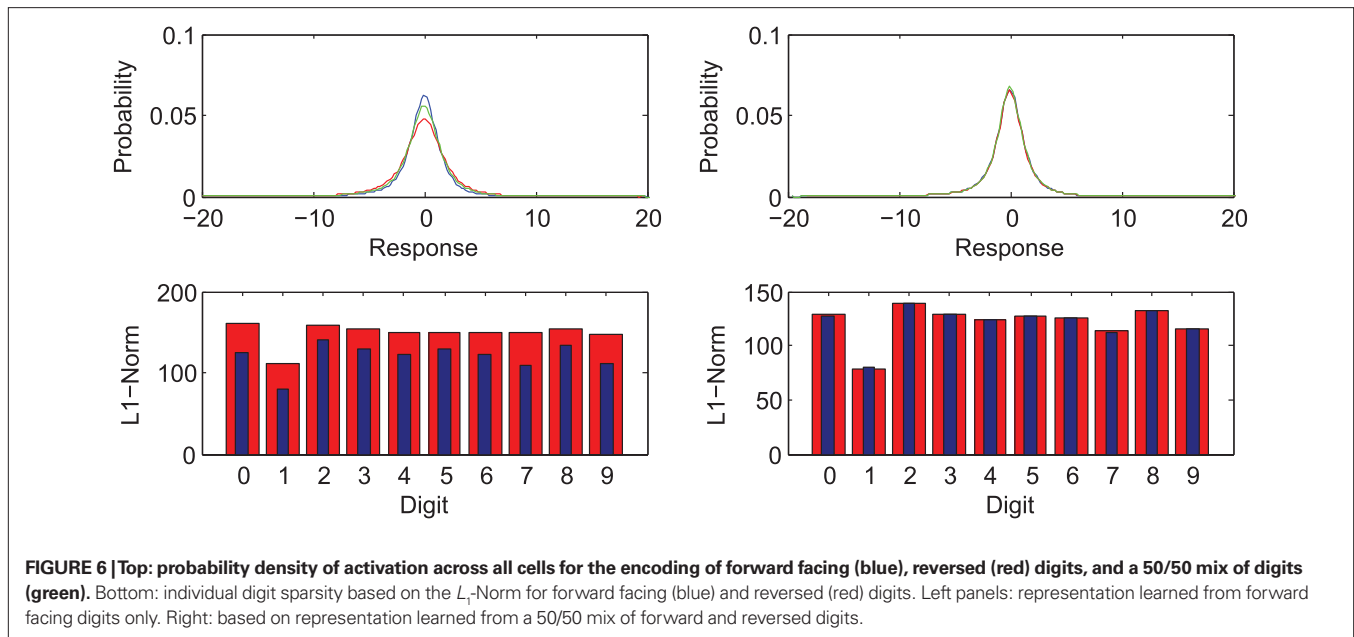 0.1
0.05
0
Probability
−20 −10 0 10 20
Response
0.1
0.05
0
Probability
−20 −10 0 10 20
Response
200
100
0
L1−Norm
0 1 2 3 4 5 6 7 8 9
Digit
150
100
50
0
L1−Norm
0 1 2 3 4 5 6 7 8 9
Digit
FIGURE 6 | Top: probability density of activation across all cells for the encoding of forward facing (blue), reversed (red) digits, and a 50/50 mix of digits
(green). Bottom: individual digit sparsity based on the L1-Norm for forward facing (blue) and reversed (red) digits. Left panels: representation learned from forward
facing digits only. Right: based on representation learned from a 50/50 mix of forward and reversed digits.